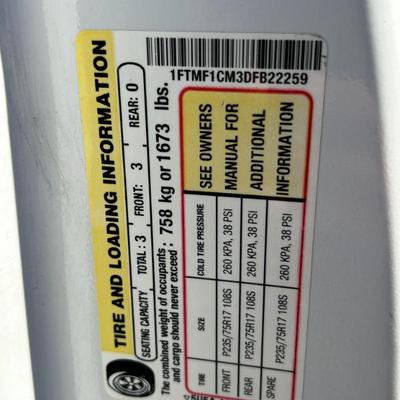 1FTMF1CM3DFB22259
TIRE AND LOADING INFORMATION
SEATING CAPACITY TOTAL: 3 FRONT: 3 REAR: 0
The combined weight of occupants and cargo should never exceed: 758 kg or 1673 lbs.
TIRE SIZE COLD TIRE PRESSURE
FRONT P235/75R17 108S 260 KPA, 38 PSI
REAR P235/75R17 108S 260 KPA, 38 PSI
SPARE P235/75R17 108S 260 KPA, 38 PSI
SEE OWNERS
MANUAL FOR
ADDITIONAL
INFORMATION